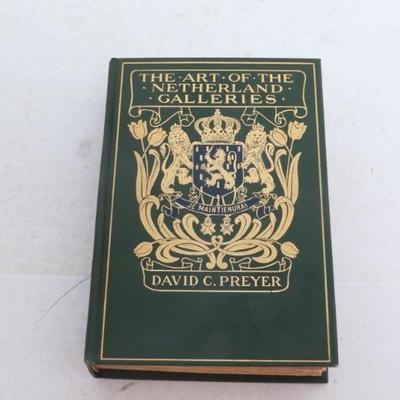 THE·ART·OF·THE
NETHERLAND
·GALLERIES·
JE MAINTIENDRAI
DAVID C. PREYER